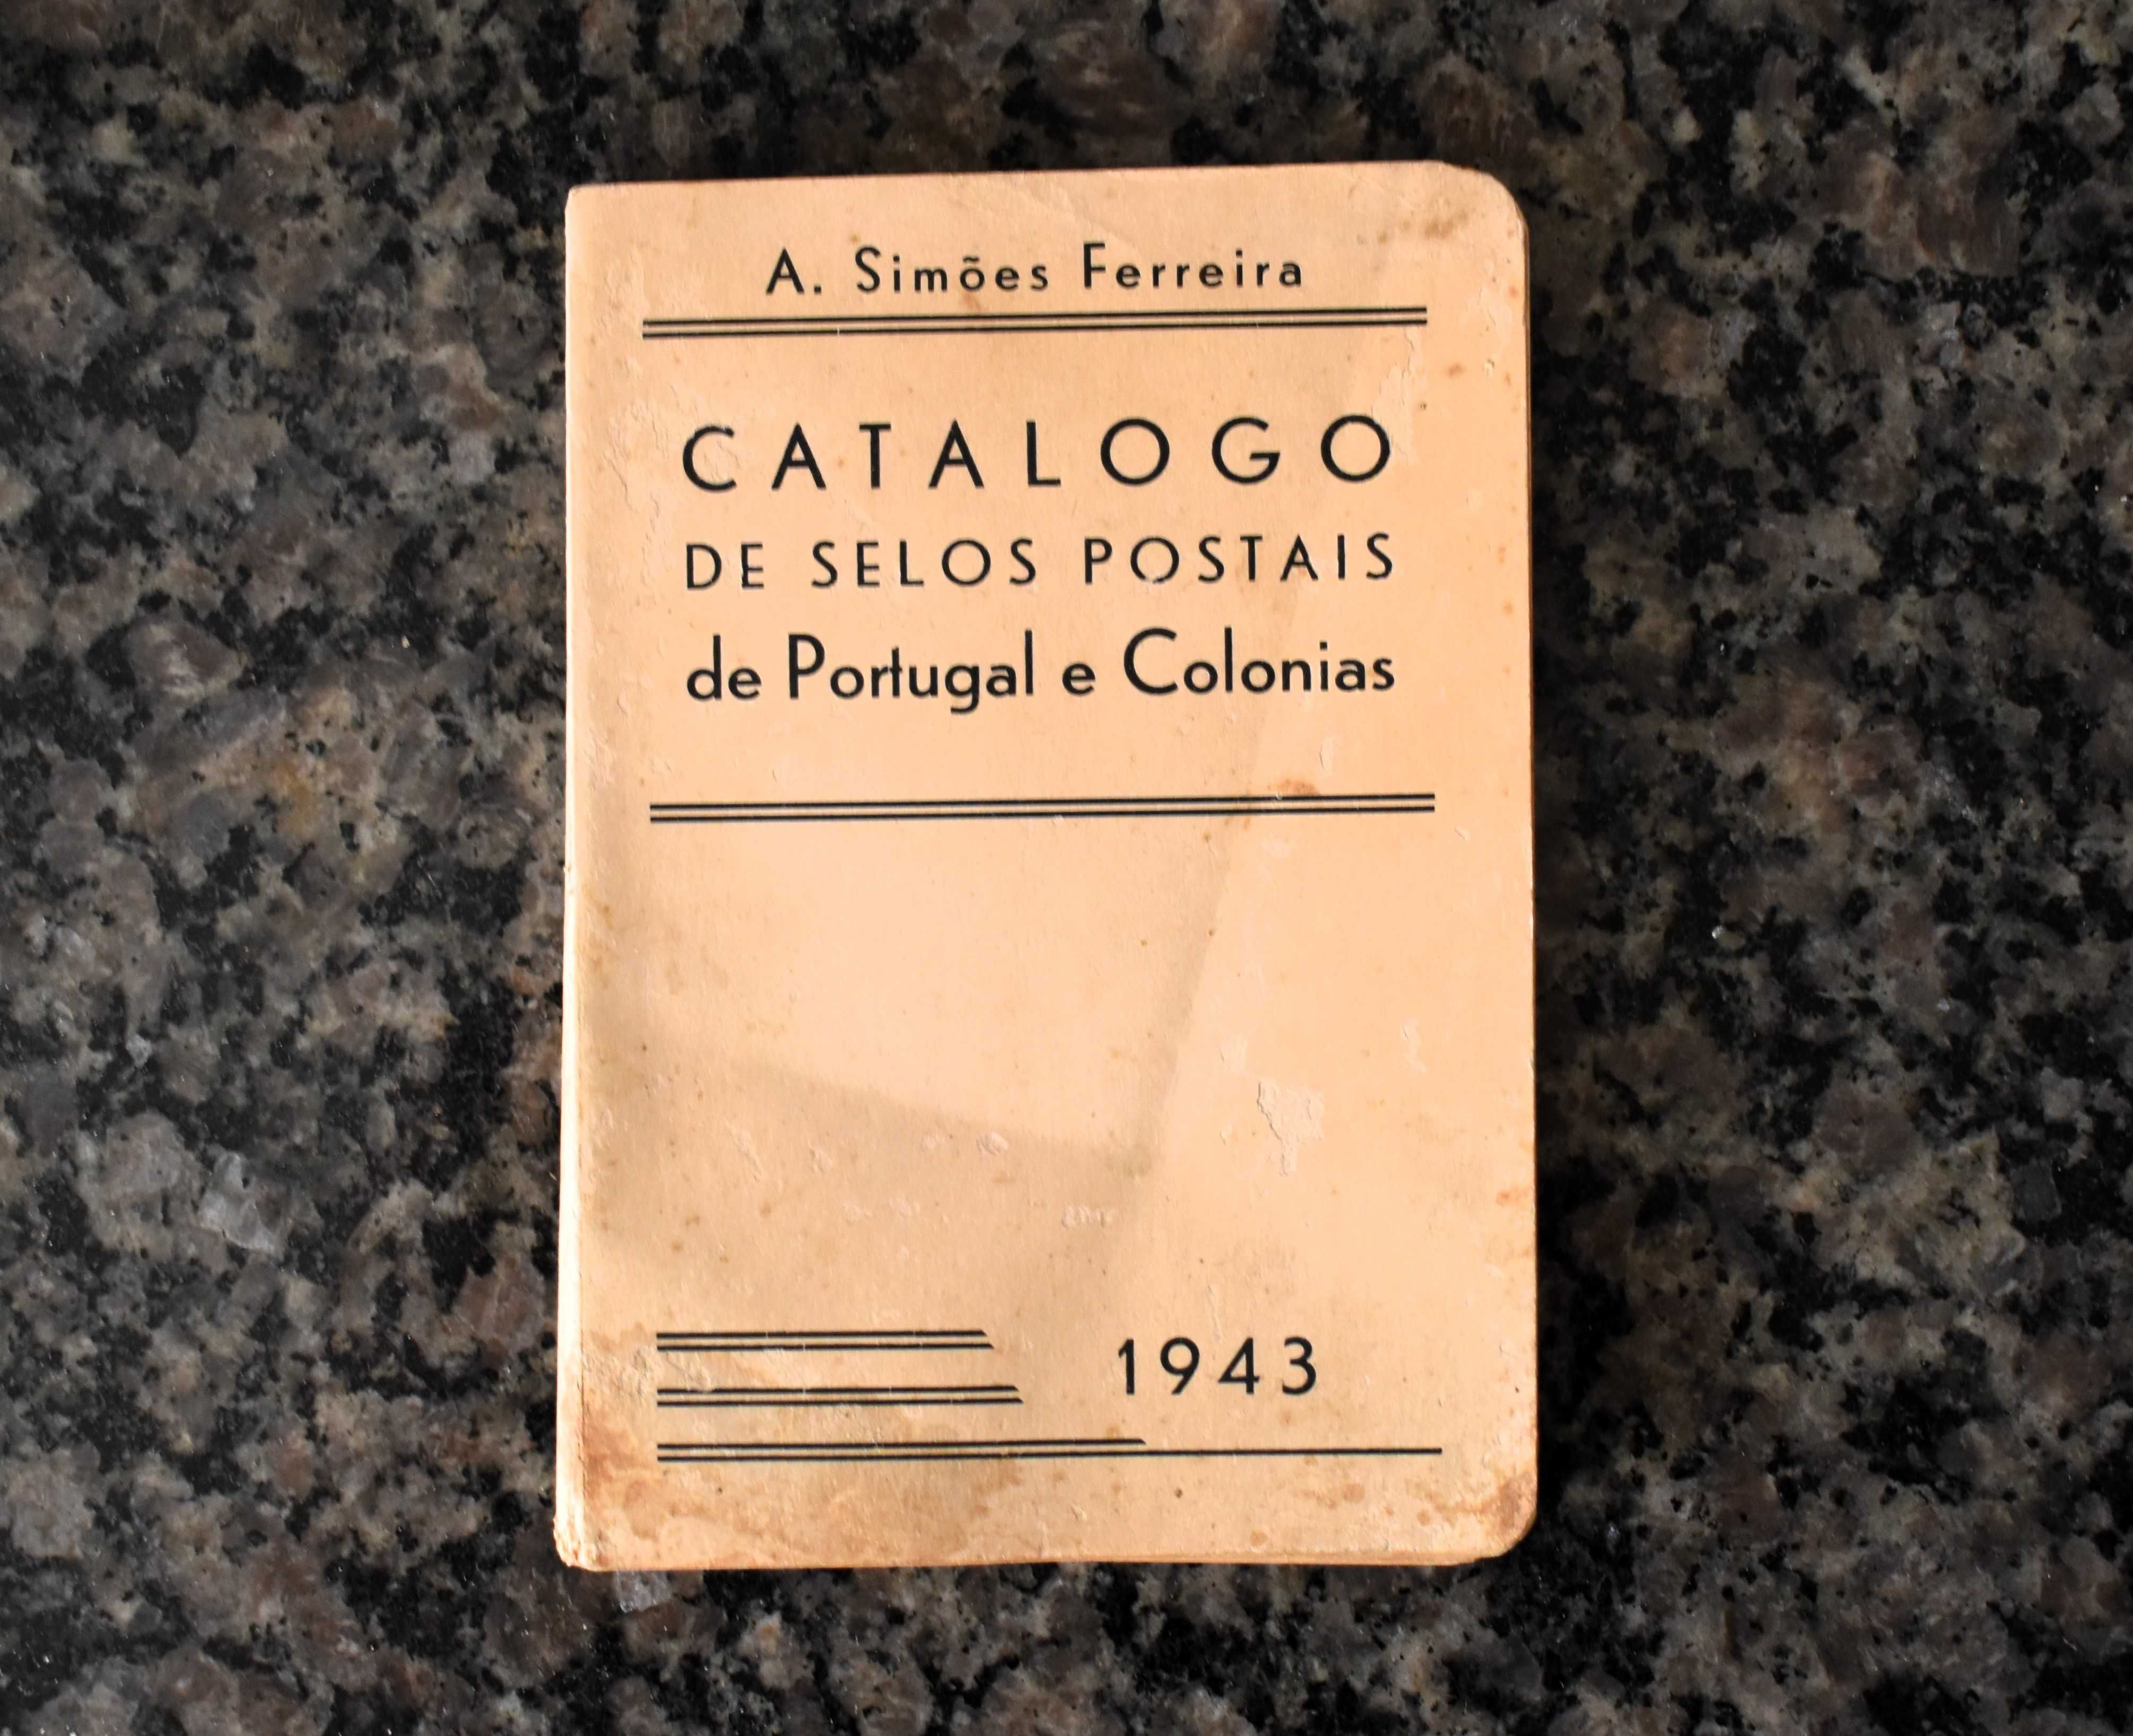 A. Simões Ferreira
CATALOGO
DE SELOS POSTAIS
de Portugal e Colonias
1943